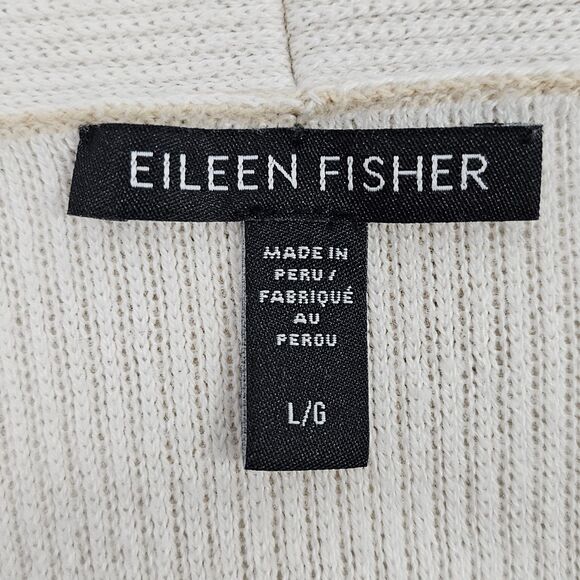 EILEEN FISHER
MADE IN
PERU/
FABRIQUÉ
AU
PEROU
L/G